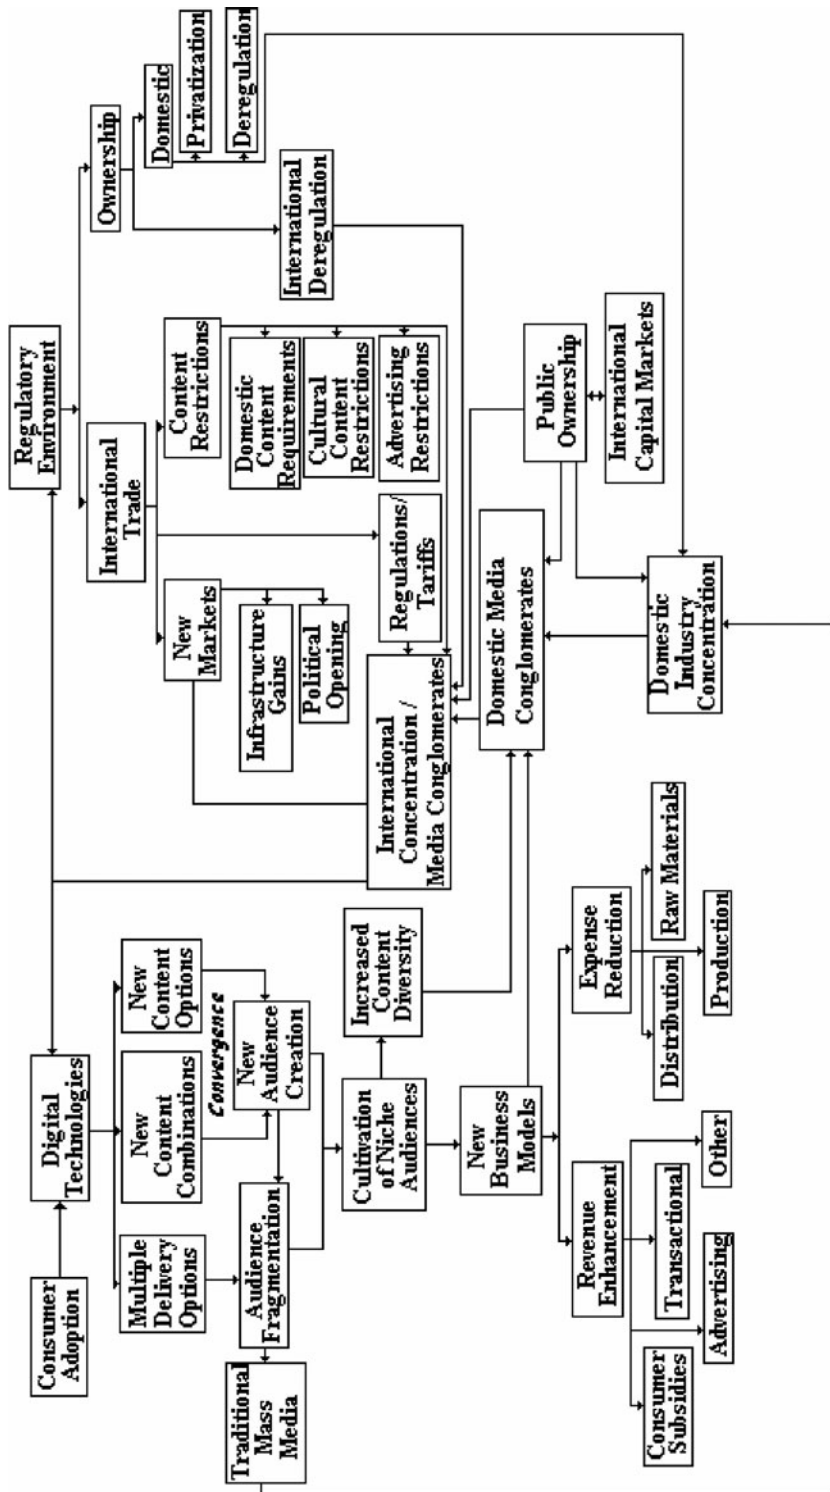 Consumer
Adoption
Digital
Technologies
Regulatory
Environment
Multiple
Delivery
Options
New
Content
Combinations
New
Content
Options
International
Trade
Ownership
Convergence
New
Markets
Content
Restrictions
Domestic
Privatization
Deregulation
Traditional
Mass
Media
Audience
Fragmentation
New
Audience
Creation
Infrastructure
Gains
Political
Opening
Domestic
Content
Requirements
Cultural
Content
Restrictions
Advertising
Restrictions
International
Deregulation
Regulations/
Tariffs
Cultivation
of Niche
Audiences
Increased
Content
Diversity
International
Concentration /
Media Conglomerates
New
Business
Models
Domestic Media
Conglomerates
Public
Ownership
International
Capital Markets
Revenue
Enhancement
Expense
Reduction
Domestic
Industry
Concentration
Consumer
Subsidies
Advertising
Transactional
Other
Distribution
Production
Raw Materials